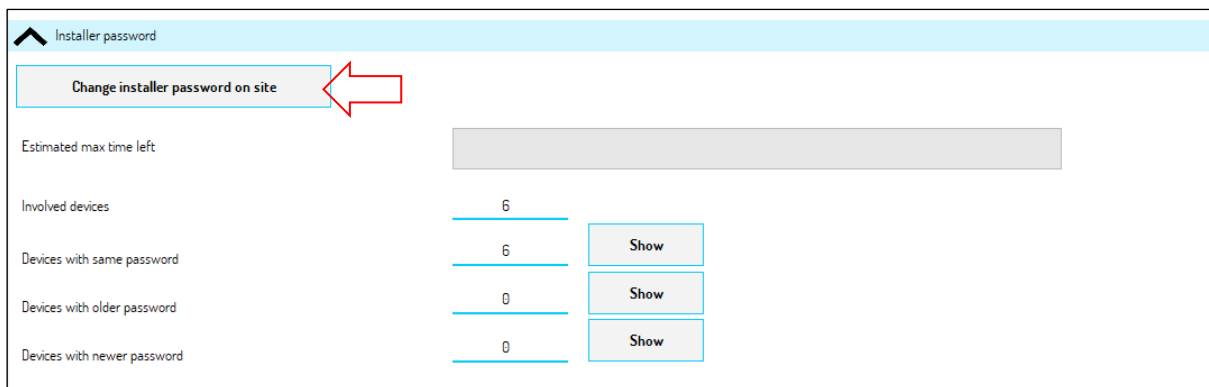 Installer password
Change installer password on site
Estimated max time left
Involved devices 6
Devices with same password 6 Show
Devices with older password 0 Show
Devices with newer password 0 Show